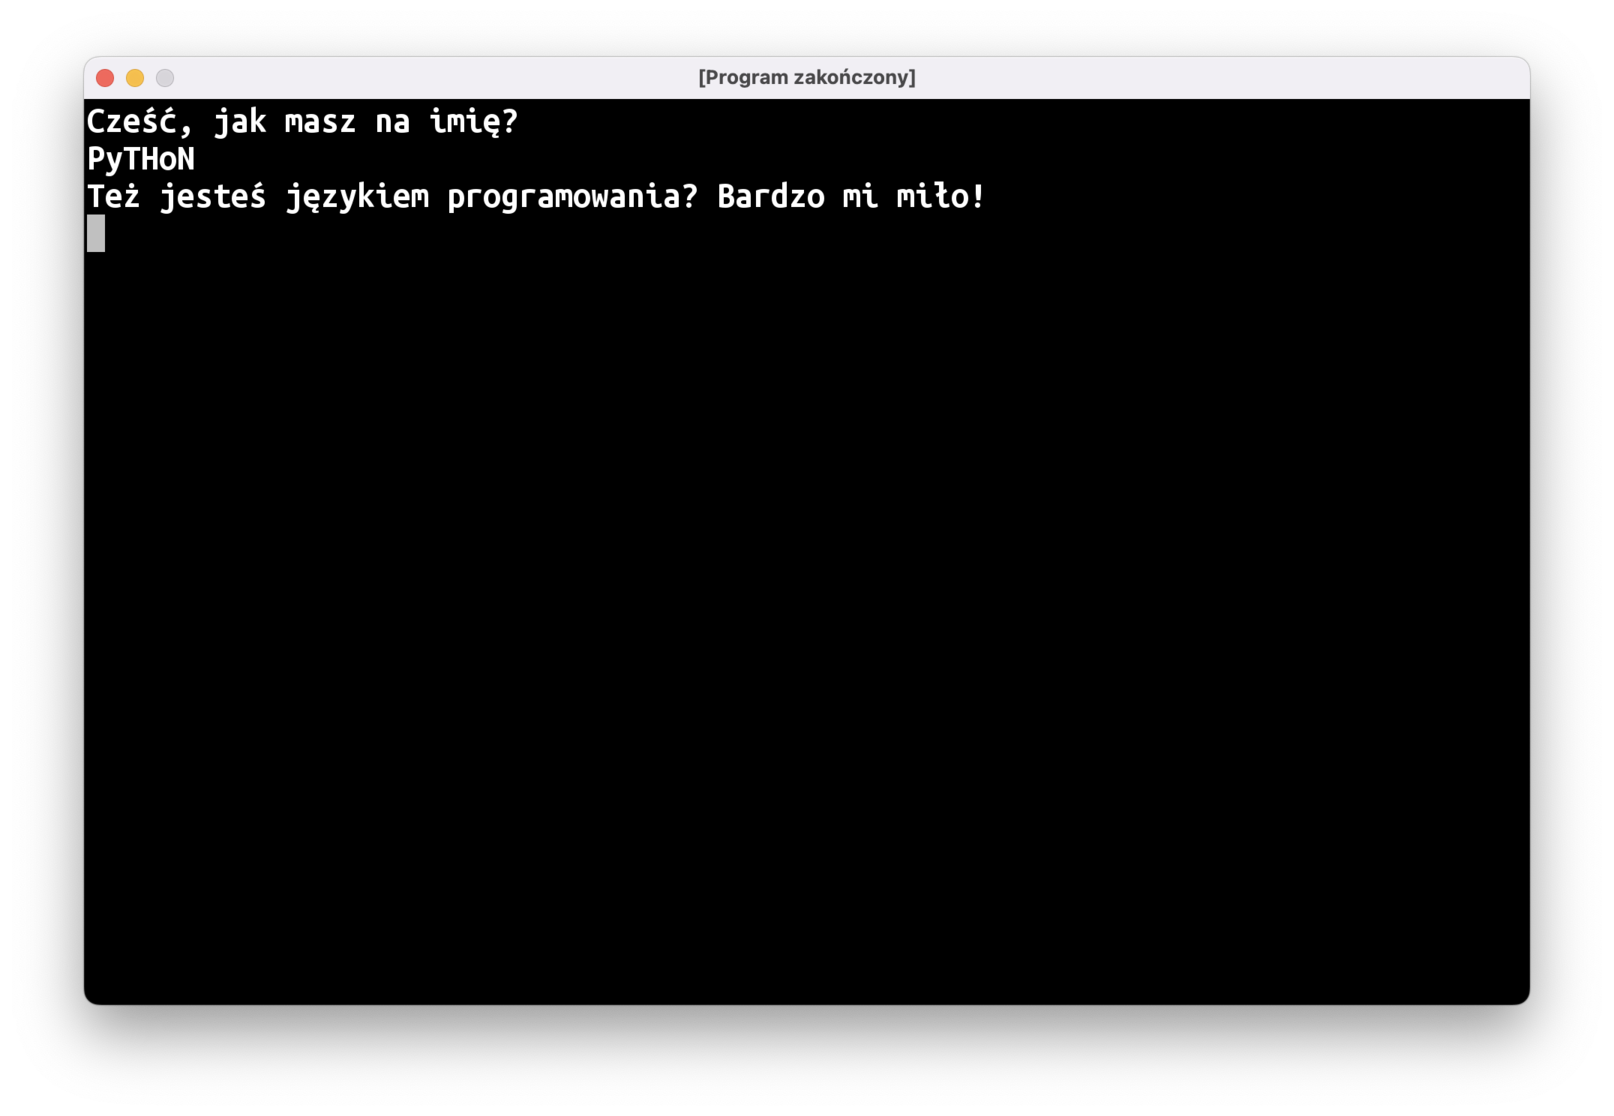 [Program zakończony]
Cześć, jak masz na imię?
PyTHoN
Też jesteś językiem programowania? Bardzo mi miło!